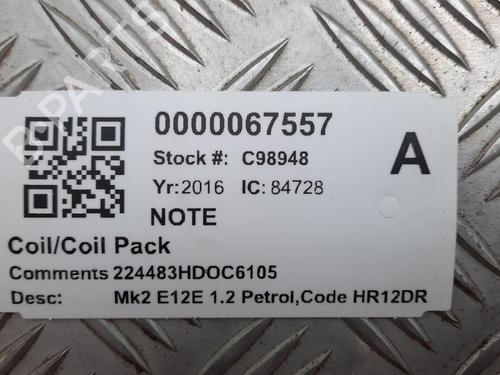 0000067557
Stock #: C98948
A
Yr:2016 IC: 84728
NOTE
Coil/Coil Pack
Comments 224483HDOC6105
Desc: Mk2 E12E 1.2 Petrol,Code HR12DR
B-PARTS